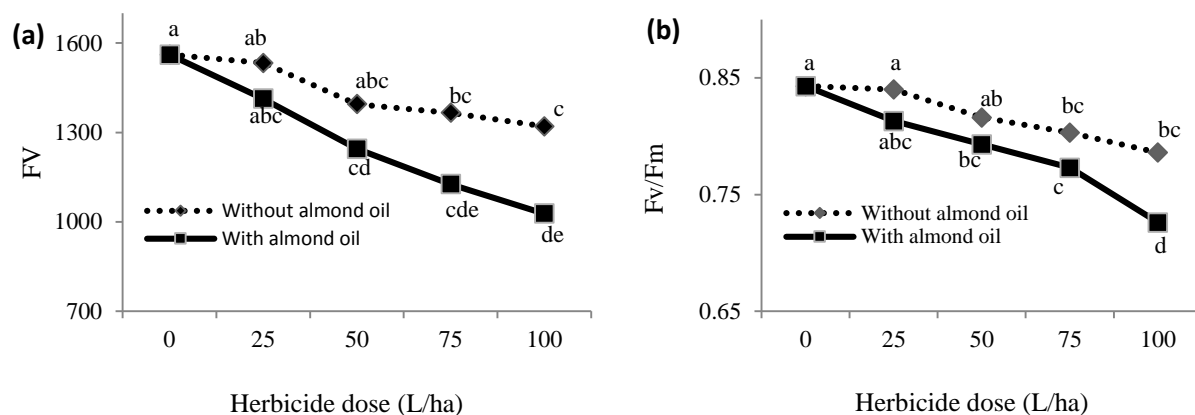 (a)
1600
1300
1000
700
FV
a
ab
abc
bc
c
abc
cd
cde
de
Without almond oil
With almond oil
0 25 50 75 100
Herbicide dose (L/ha)
(b)
0.85
0.75
0.65
Fv/Fm
a
a
ab
bc
bc
abc
bc
c
d
Without almond oil
With almond oil
0 25 50 75 100
Herbicide dose (L/ha)